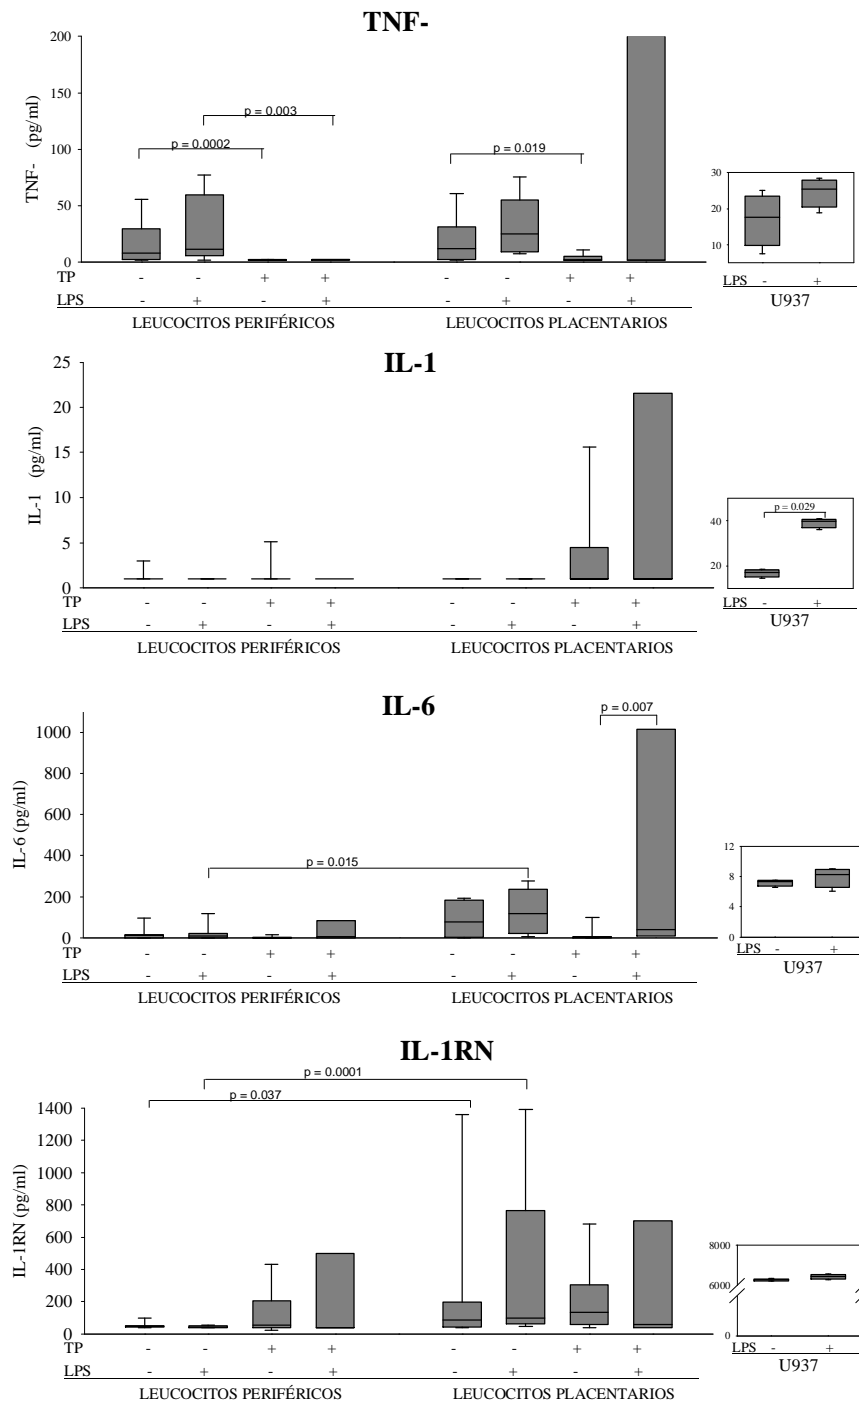 TNF-
TNF-   (pg/ml)
200
150
100
50
0
p = 0.003
p = 0.0002
p = 0.019
TP - - + + - - + +
LPS - + - + - + - +
LEUCOCITOS PERIFÉRICOS LEUCOCITOS PLACENTARIOS
30
20
10
LPS - +
U937
IL-1
IL-1   (pg/ml)
25
20
15
10
5
0
TP - - + + - - + +
LPS - + - + - + - +
LEUCOCITOS PERIFÉRICOS LEUCOCITOS PLACENTARIOS
p = 0.029
40
20
LPS - +
U937
IL-6
IL-6 (pg/ml)
1000
800
600
400
200
0
p = 0.007
p = 0.015
TP - - + + - - + +
LPS - + - + - + - +
LEUCOCITOS PERIFÉRICOS LEUCOCITOS PLACENTARIOS
12
8
4
0
LPS - +
U937
IL-1RN
IL-1RN (pg/ml)
p = 0.0001
p = 0.037
1400
1200
1000
800
600
400
200
0
TP - - + + - - + +
LPS - + - + - + - +
LEUCOCITOS PERIFÉRICOS LEUCOCITOS PLACENTARIOS
8000
6000
0
LPS - +
U937